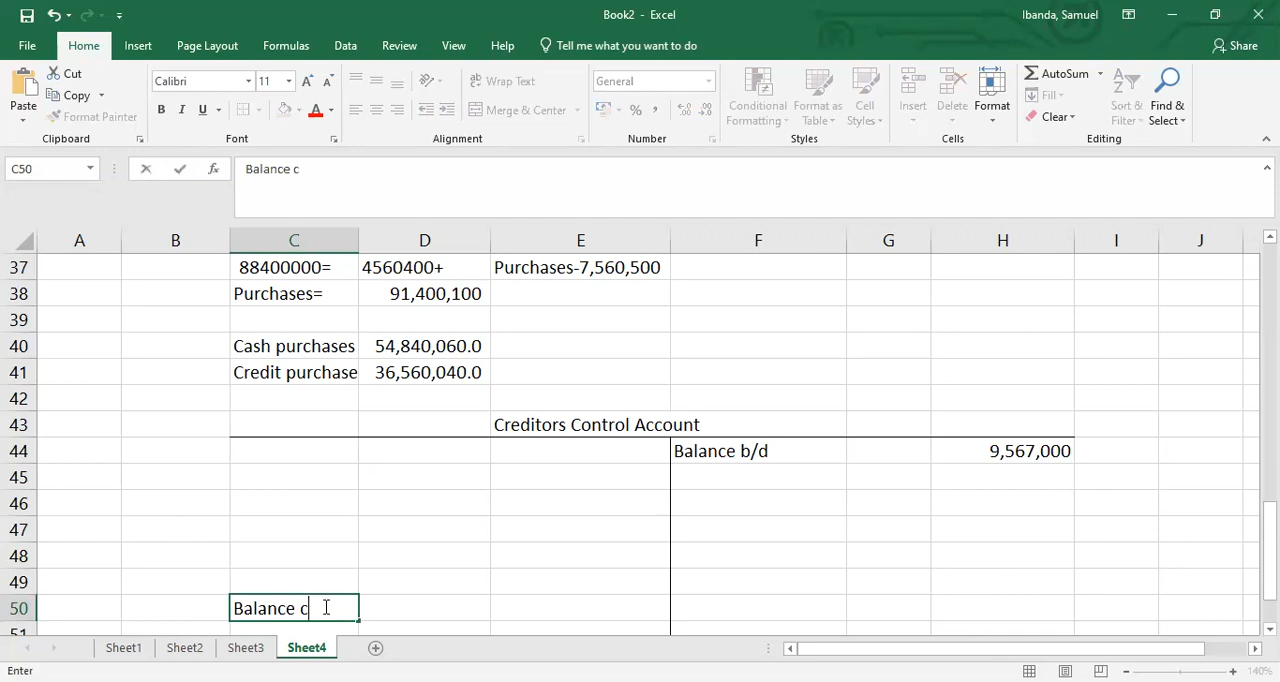 Book2 - Excel
Ibanda, Samuel
File Home Insert Page Layout Formulas Data Review View Help Tell me what you want to do Share
Paste
Cut
Copy
Format Painter
Clipboard
Calibri 11
B I U
Font
Wrap Text
Merge & Center
Alignment
General
Number
Conditional Formatting
Format as Table
Cell Styles
Styles
Insert
Delete
Format
Cells
AutoSum
Fill
Clear
Sort & Filter
Find & Select
Editing
C50 fx Balance c
A B C D E F G H I J
37 88400000= 4560400+ Purchases-7,560,500
38 Purchases= 91,400,100
39
40 Cash purchases 54,840,060.0
41 Credit purchase 36,560,040.0
42
43 Creditors Control Account
44 Balance b/d 9,567,000
45
46
47
48
49
50 Balance c
51
Sheet1 Sheet2 Sheet3 Sheet4
Enter 140%